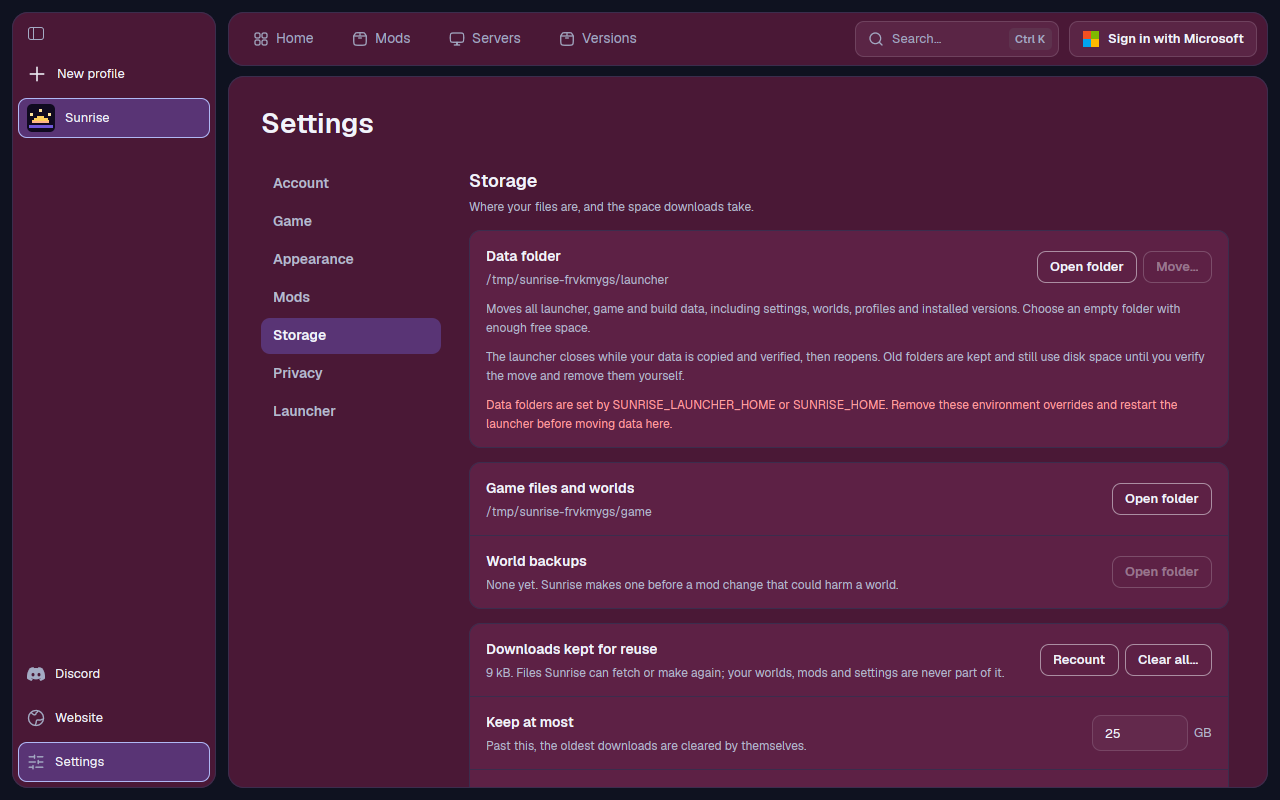 New profile
Sunrise
Discord
Website
Settings
Home
Mods
Servers
Versions
Search...
Ctrl K
Sign in with Microsoft
Settings
Account
Game
Appearance
Mods
Storage
Privacy
Launcher
Storage
Where your files are, and the space downloads take.
Data folder
/tmp/sunrise-frvkmygs/launcher
Open folder
Move...
Moves all launcher, game and build data, including settings, worlds, profiles and installed versions. Choose an empty folder with
enough free space.
The launcher closes while your data is copied and verified, then reopens. Old folders are kept and still use disk space until you verify
the move and remove them yourself.
Data folders are set by SUNRISE_LAUNCHER_HOME or SUNRISE_HOME. Remove these environment overrides and restart the
launcher before moving data here.
Game files and worlds
/tmp/sunrise-frvkmygs/game
Open folder
World backups
None yet. Sunrise makes one before a mod change that could harm a world.
Open folder
Downloads kept for reuse
9 kB. Files Sunrise can fetch or make again; your worlds, mods and settings are never part of it.
Recount
Clear all...
Keep at most
Past this, the oldest downloads are cleared by themselves.
25
GB